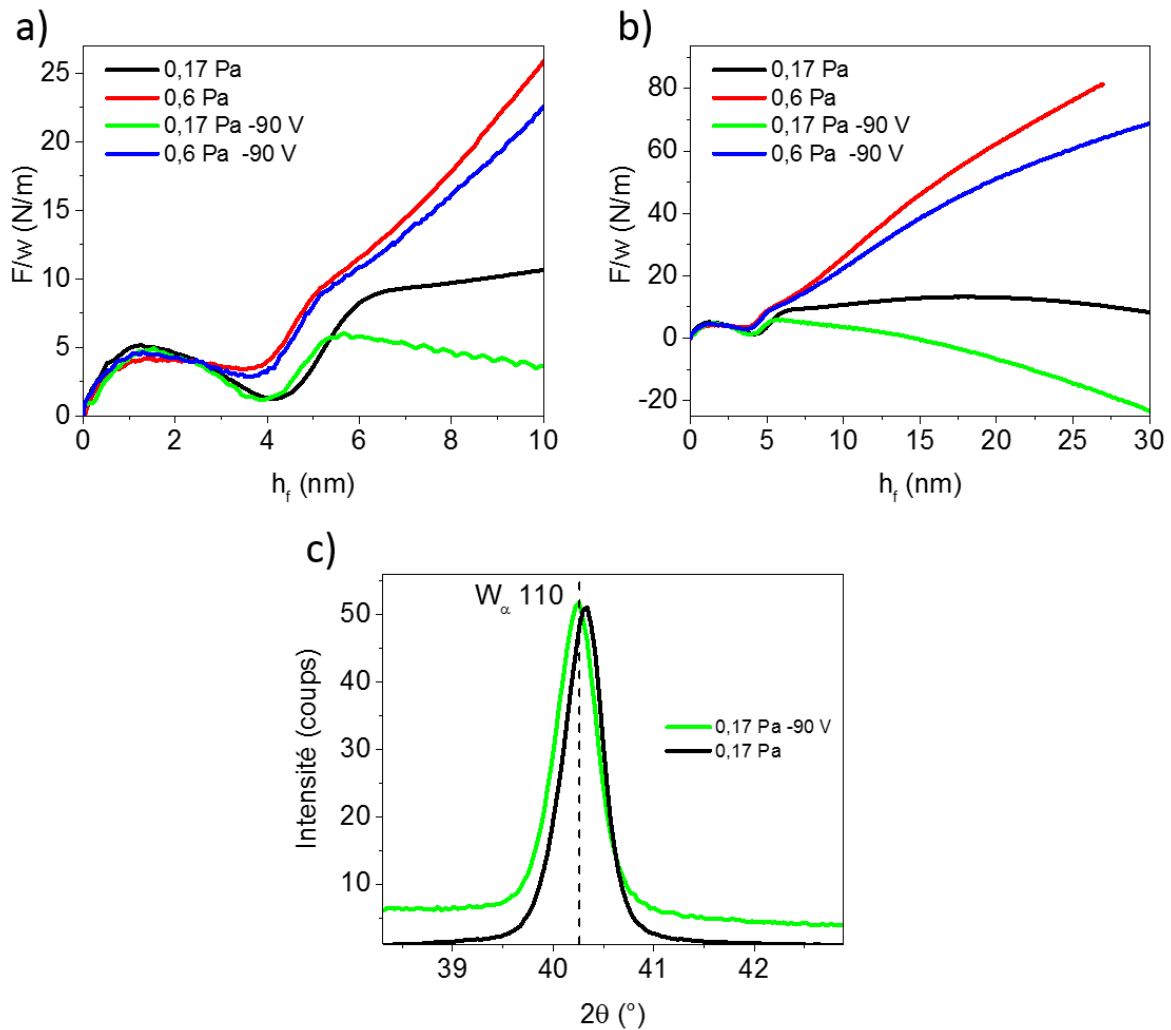 a)
25
20
15
10
5
0
F/w (N/m)
0,17 Pa
0,6 Pa
0,17 Pa -90 V
0,6 Pa -90 V
0 2 4 6 8 10
h_f (nm)
b)
80
60
40
20
0
-20
F/w (N/m)
0,17 Pa
0,6 Pa
0,17 Pa -90 V
0,6 Pa -90 V
0 5 10 15 20 25 30
h_f (nm)
c)
W_α 110
50
40
30
20
10
Intensité (coups)
0,17 Pa -90 V
0,17 Pa
39 40 41 42
2θ (°)